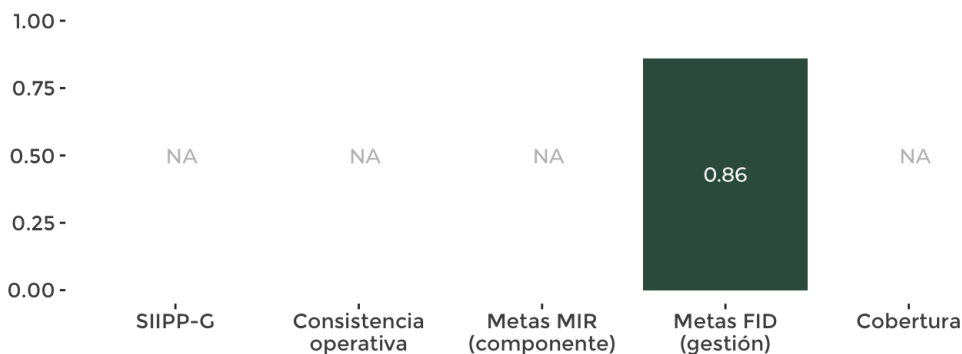 1.00
0.75
0.50
0.25
0.00
NA
NA
NA
0.86
NA
SIIPP-G
Consistencia
operativa
Metas MIR
(componente)
Metas FID
(gestión)
Cobertura